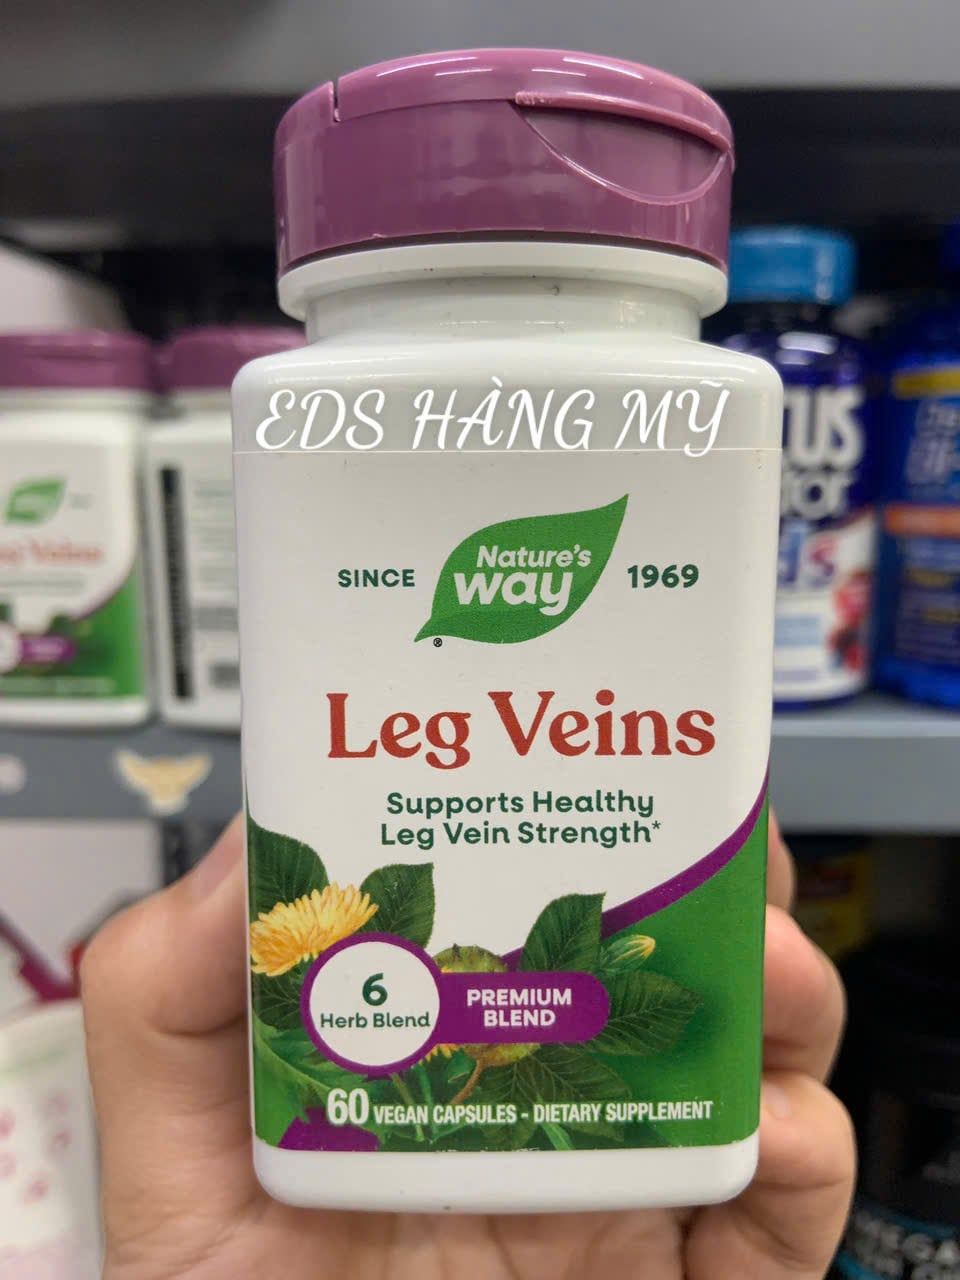 EDS HÀNG MỸ
SINCE
Nature's
way
®
1969
Leg Veins
Supports Healthy
Leg Vein Strength*
6
Herb Blend
PREMIUM
BLEND
60 VEGAN CAPSULES - DIETARY SUPPLEMENT